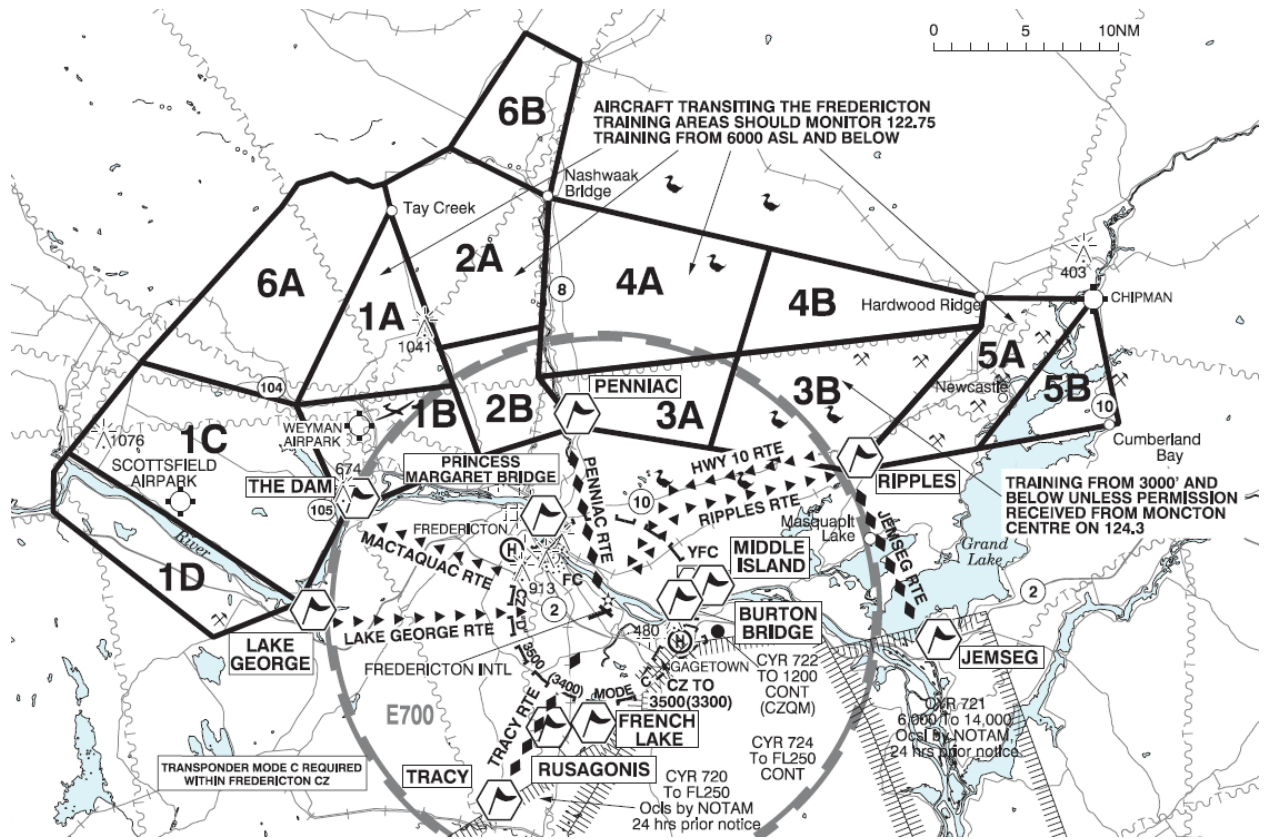 0 5 10NM
6B
AIRCRAFT TRANSITING THE FREDERICTON
TRAINING AREAS SHOULD MONITOR 122.75
TRAINING FROM 6000 ASL AND BELOW
Nashwaak
Bridge
Tay Creek
2A
6A
4A
8
4B
1A
1041
Hardwood Ridge
403
CHIPMAN
5A
Newcastle
5B
104
PENNIAC
3B
3A
2B
1B
WEYMAN
AIRPARK
1C
1076
10
Cumberland
Bay
SCOTTSFIELD
AIRPORT
674
THE DAM
105
PRINCESS
MARGARET BRIDGE
PENNIAC RTE
HWY 10 RTE
RIPPLES RTE
10
RIPPLES
TRAINING FROM 3000' AND
BELOW UNLESS PERMISSION
RECEIVED FROM MONCTON
CENTRE ON 124.3
FREDERICTON
H
MACTAQUAC RTE
913
FC
YFC
MIDDLE
ISLAND
Masquapit
Lake
JEMSEG RTE
Grand
Lake
River
1D
LAKE
GEORGE
LAKE GEORGE RTE
CZ
2
2
480
H
BURTON
BRIDGE
JEMSEG
FREDERICTON INTL
GAGETOWN
3500
(3400)
MODE C
CZ TO
3500(3300)
CYR 722
TO 1200
CONT
(CZQM)
CYR 721
6,000 To 14,000
Ocsl by NOTAM,
24 hrs prior notice
E700
TRACY RTE
FRENCH
LAKE
RUSAGONIS
CYR 724
To FL250
CONT
TRANSPONDER MODE C REQUIRED
WITHIN FREDERICTON CZ
TRACY
CYR 720
To FL250
Ocls by NOTAM
24 hrs prior notice